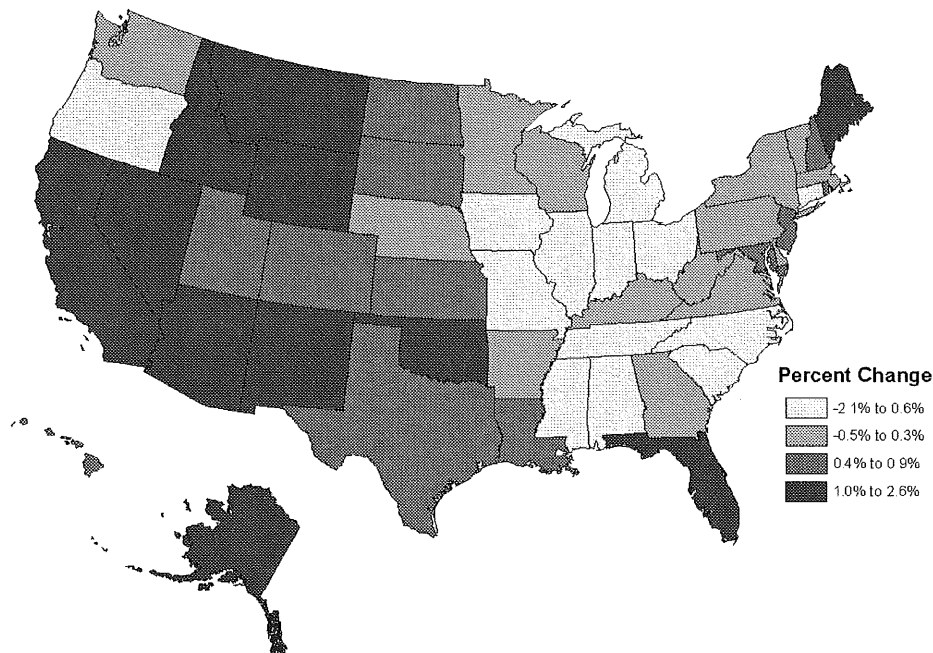 Percent Change
-2 1% to 0.6%
-0.5% to 0.3%
0.4% to 0 9%
1.0% to 2.6%